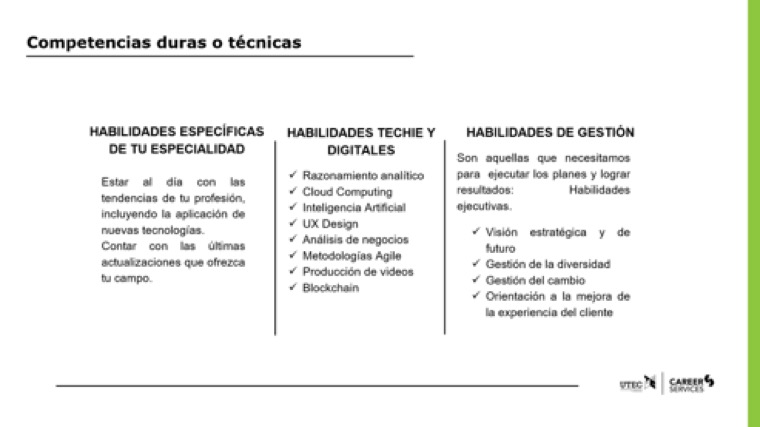 Competencias duras o técnicas
HABILIDADES ESPECÍFICAS
DE TU ESPECIALIDAD
Estar al día con las
tendencias de tu profesión,
incluyendo la aplicación de
nuevas tecnologías.
Contar con las últimas
actualizaciones que ofrezca
tu campo.
HABILIDADES TECHIE Y
DIGITALES
✓ Razonamiento analítico
✓ Cloud Computing
✓ Inteligencia Artificial
✓ UX Design
✓ Análisis de negocios
✓ Metodologías Agile
✓ Producción de videos
✓ Blockchain
HABILIDADES DE GESTIÓN
Son aquellas que necesitamos
para ejecutar los planes y lograr
resultados: Habilidades
ejecutivas.
✓ Visión estratégica y de
futuro
✓ Gestión de la diversidad
✓ Gestión del cambio
✓ Orientación a la mejora de
la experiencia del cliente
UTEC
CAREER
SERVICES